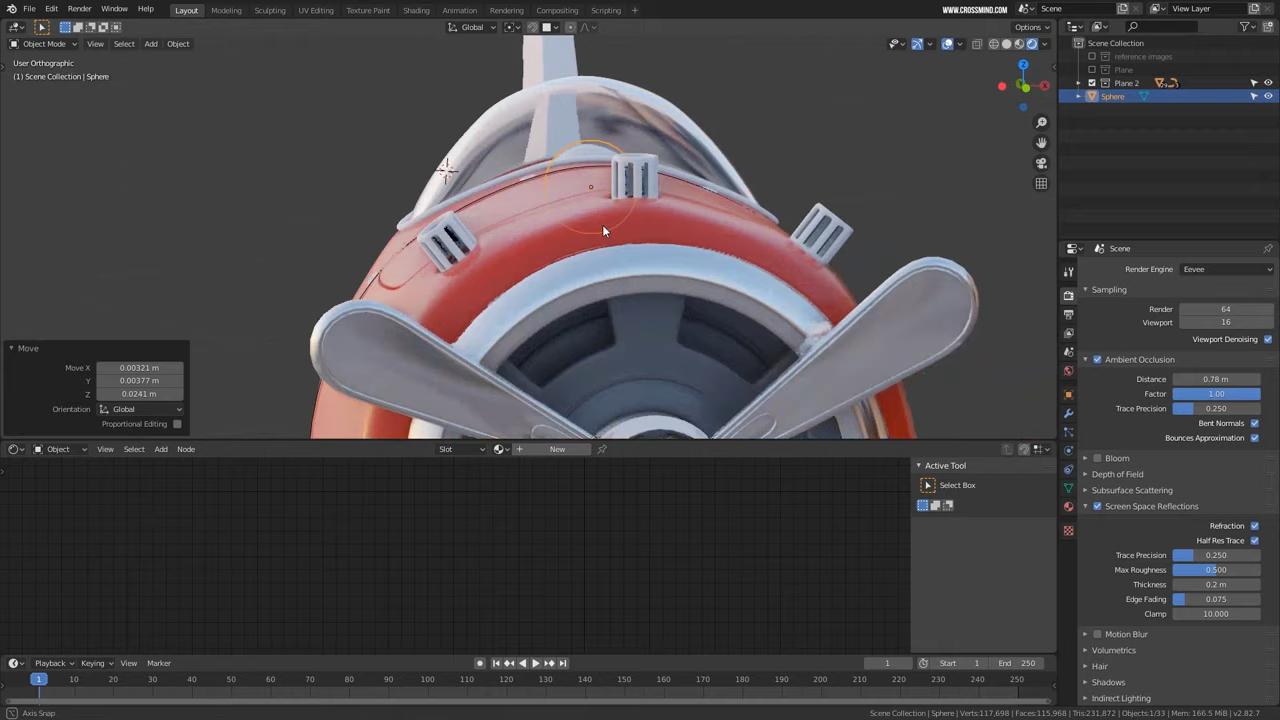 File Edit Render Window Help
Layout Modeling Sculpting UV Editing Texture Paint Shading Animation Rendering Compositing Scripting +
WWW.CROSSMIND.COM
Scene
View Layer
Global
Options
Object Mode View Select Add Object
User Orthographic
(1) Scene Collection | Sphere
Z
Move
Move X 0.00321 m
Y 0.00377 m
Z 0.0241 m
Orientation Global
Proportional Editing
Scene Collection
reference images
Plane
Plane 2
Sphere
Scene
Render Engine Eevee
Sampling
Render 64
Viewport 16
Viewport Denoising
Ambient Occlusion
Distance 0.78 m
Factor 1.00
Trace Precision 0.250
Bent Normals
Bounces Approximation
Bloom
Depth of Field
Subsurface Scattering
Screen Space Reflections
Refraction
Half Res Trace
Trace Precision 0.250
Max Roughness 0.500
Thickness 0.2 m
Edge Fading 0.075
Clamp 10.000
Motion Blur
Volumetrics
Hair
Shadows
Indirect Lighting
Object View Select Add Node Slot + New
Active Tool
Select Box
Playback Keying View Marker 1 Start 1 End 250
1 10 20 30 40 50 60 70 80 90 100 110 120 130 140 150 160 170 180 190 200 210 220 230 240 250
Axis Snap
Scene Collection | Sphere | Verts:117,698 | Faces:115,968 | Tris:231,872 | Objects:1/33 | Mem: 166.5 MiB | v2.82.7